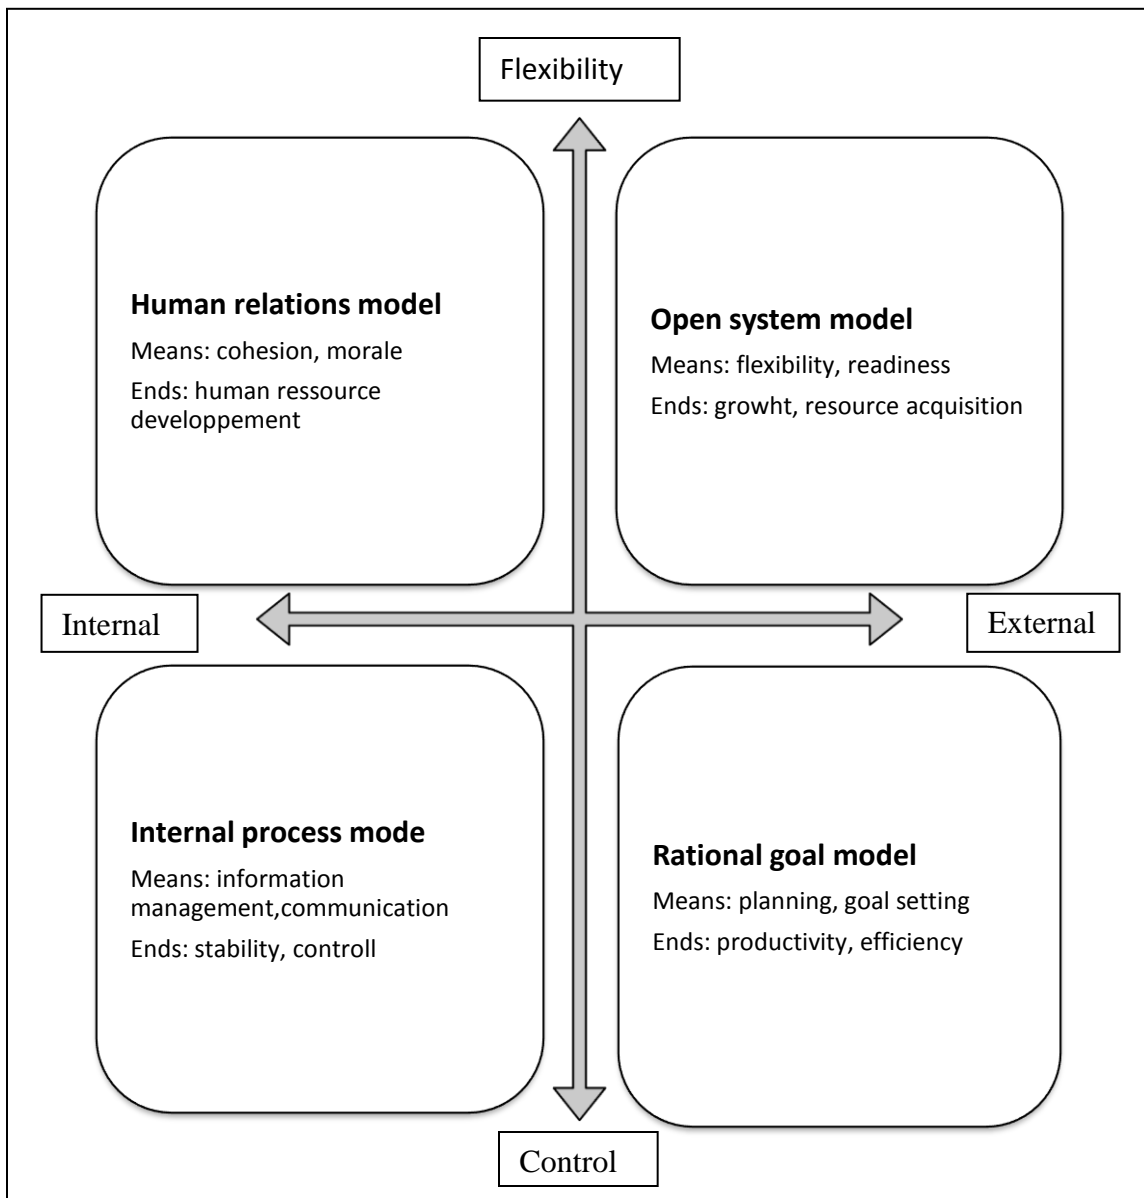 Flexibility
Human relations model
Means: cohesion, morale
Ends: human ressource
developpement
Open system model
Means: flexibility, readiness
Ends: growht, resource acquisition
Internal
External
Internal process mode
Means: information
management,communication
Ends: stability, controll
Rational goal model
Means: planning, goal setting
Ends: productivity, efficiency
Control